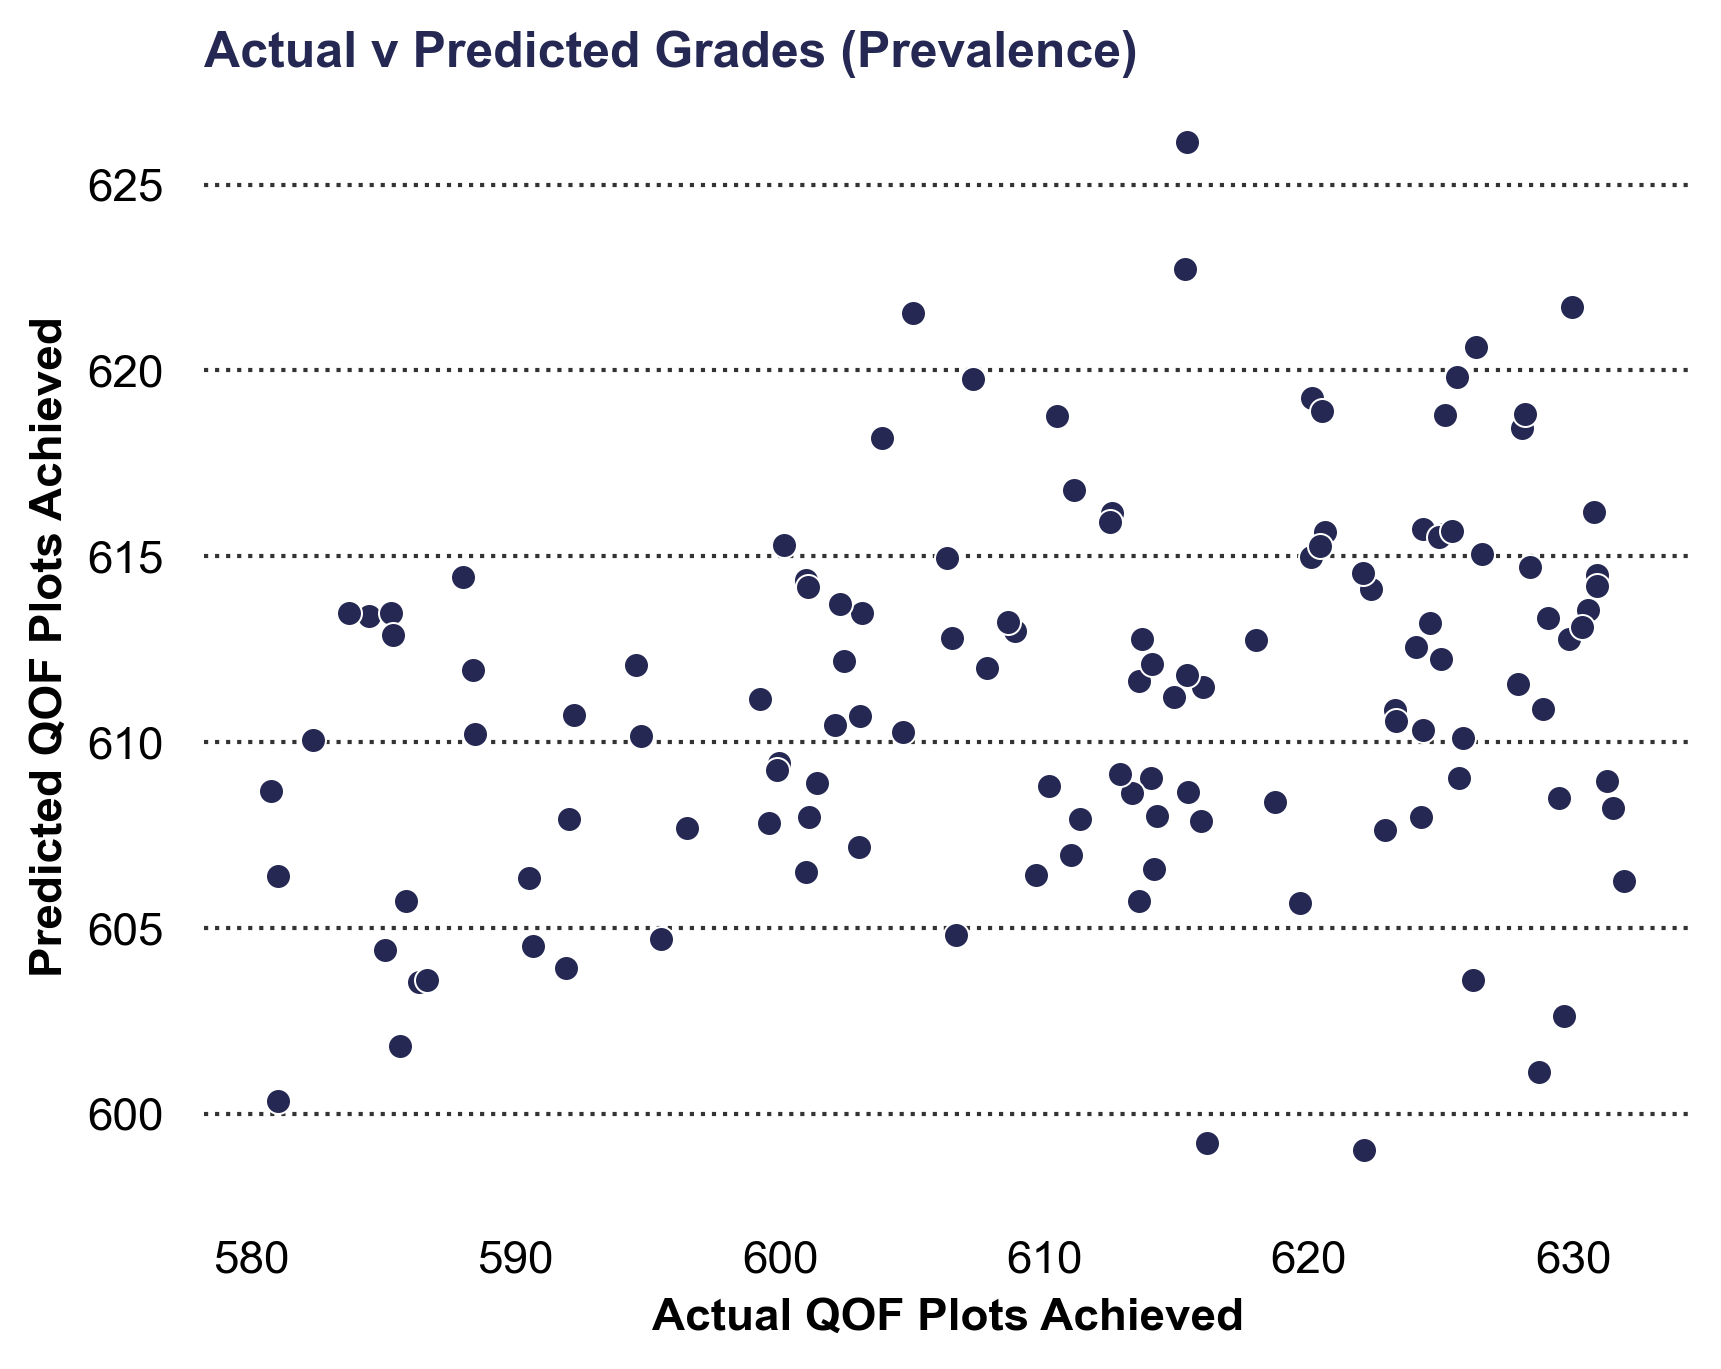 Actual v Predicted Grades (Prevalence)
625
620
615
610
605
600
Predicted QOF Plots Achieved
580 590 600 610 620 630
Actual QOF Plots Achieved